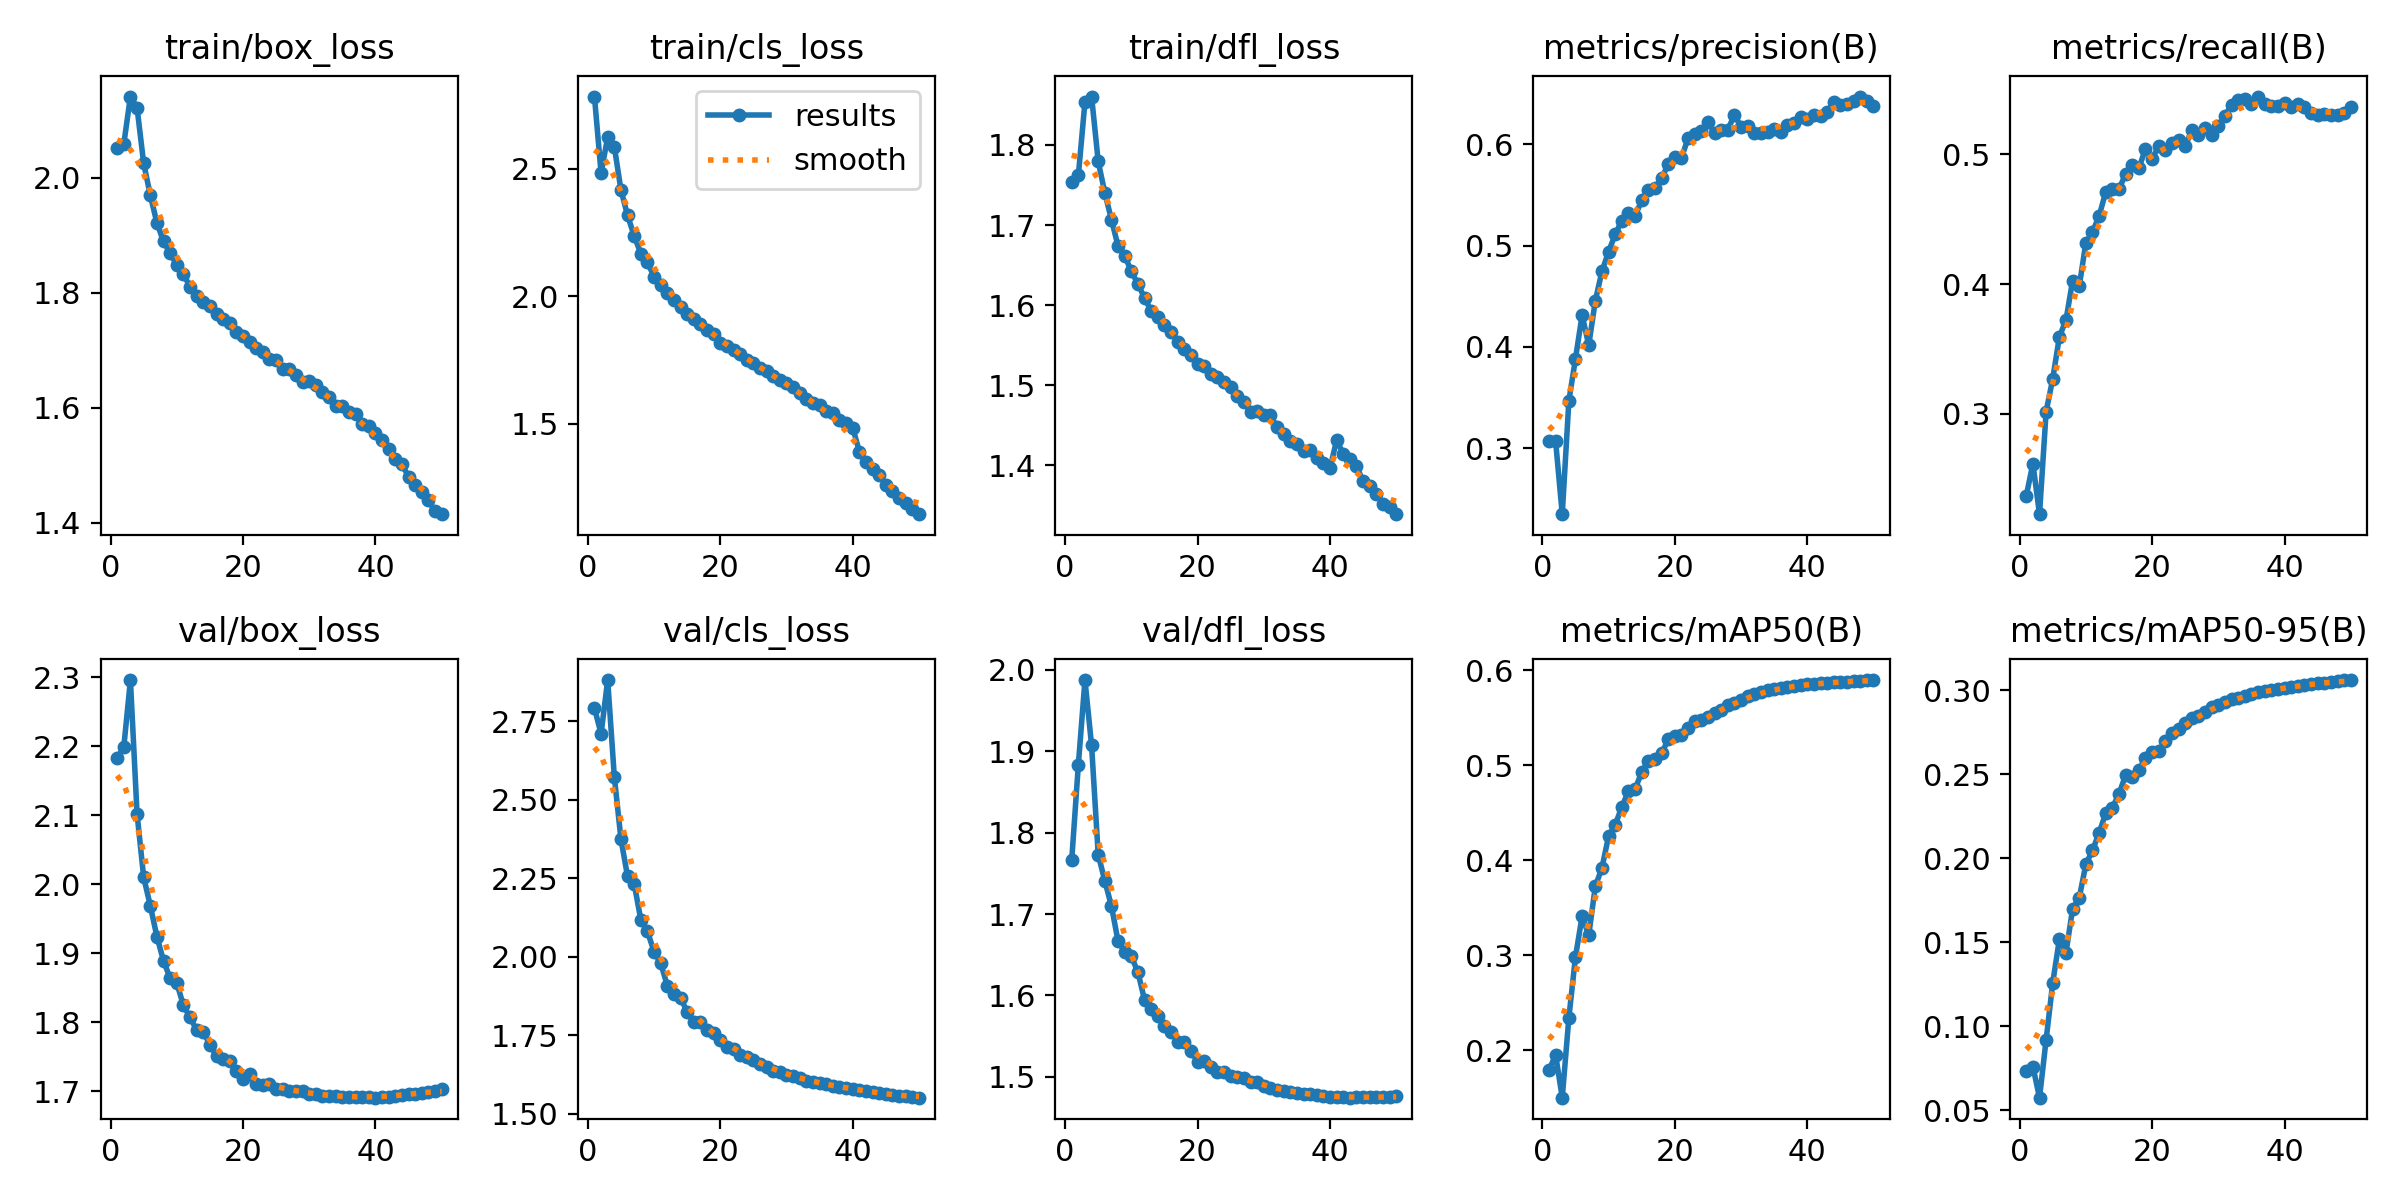 train/box_loss
2.0
1.8
1.6
1.4
0 20 40
train/cls_loss
results
smooth
2.5
2.0
1.5
0 20 40
train/dfl_loss
1.8
1.7
1.6
1.5
1.4
0 20 40
metrics/precision(B)
0.6
0.5
0.4
0.3
0 20 40
metrics/recall(B)
0.5
0.4
0.3
0 20 40
val/box_loss
2.3
2.2
2.1
2.0
1.9
1.8
1.7
0 20 40
val/cls_loss
2.75
2.50
2.25
2.00
1.75
1.50
0 20 40
val/dfl_loss
2.0
1.9
1.8
1.7
1.6
1.5
0 20 40
metrics/mAP50(B)
0.6
0.5
0.4
0.3
0.2
0 20 40
metrics/mAP50-95(B)
0.30
0.25
0.20
0.15
0.10
0.05
0 20 40